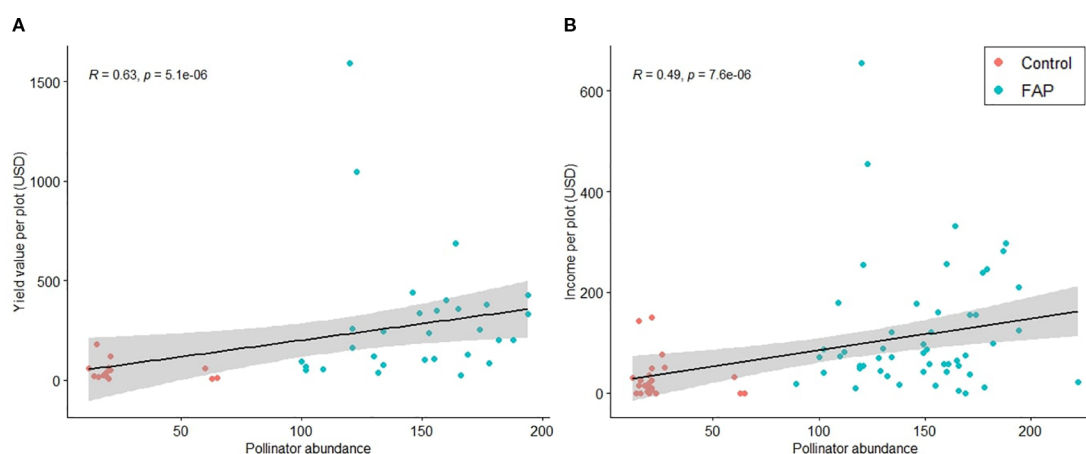 A
B
R = 0.63, p = 5.1e-06
R = 0.49, p = 7.6e-06
Control
FAP
Yield value per plot (USD)
1500
1000
500
0
50
100
150
200
Pollinator abundance
Income per plot (USD)
600
400
200
0
50
100
150
200
Pollinator abundance